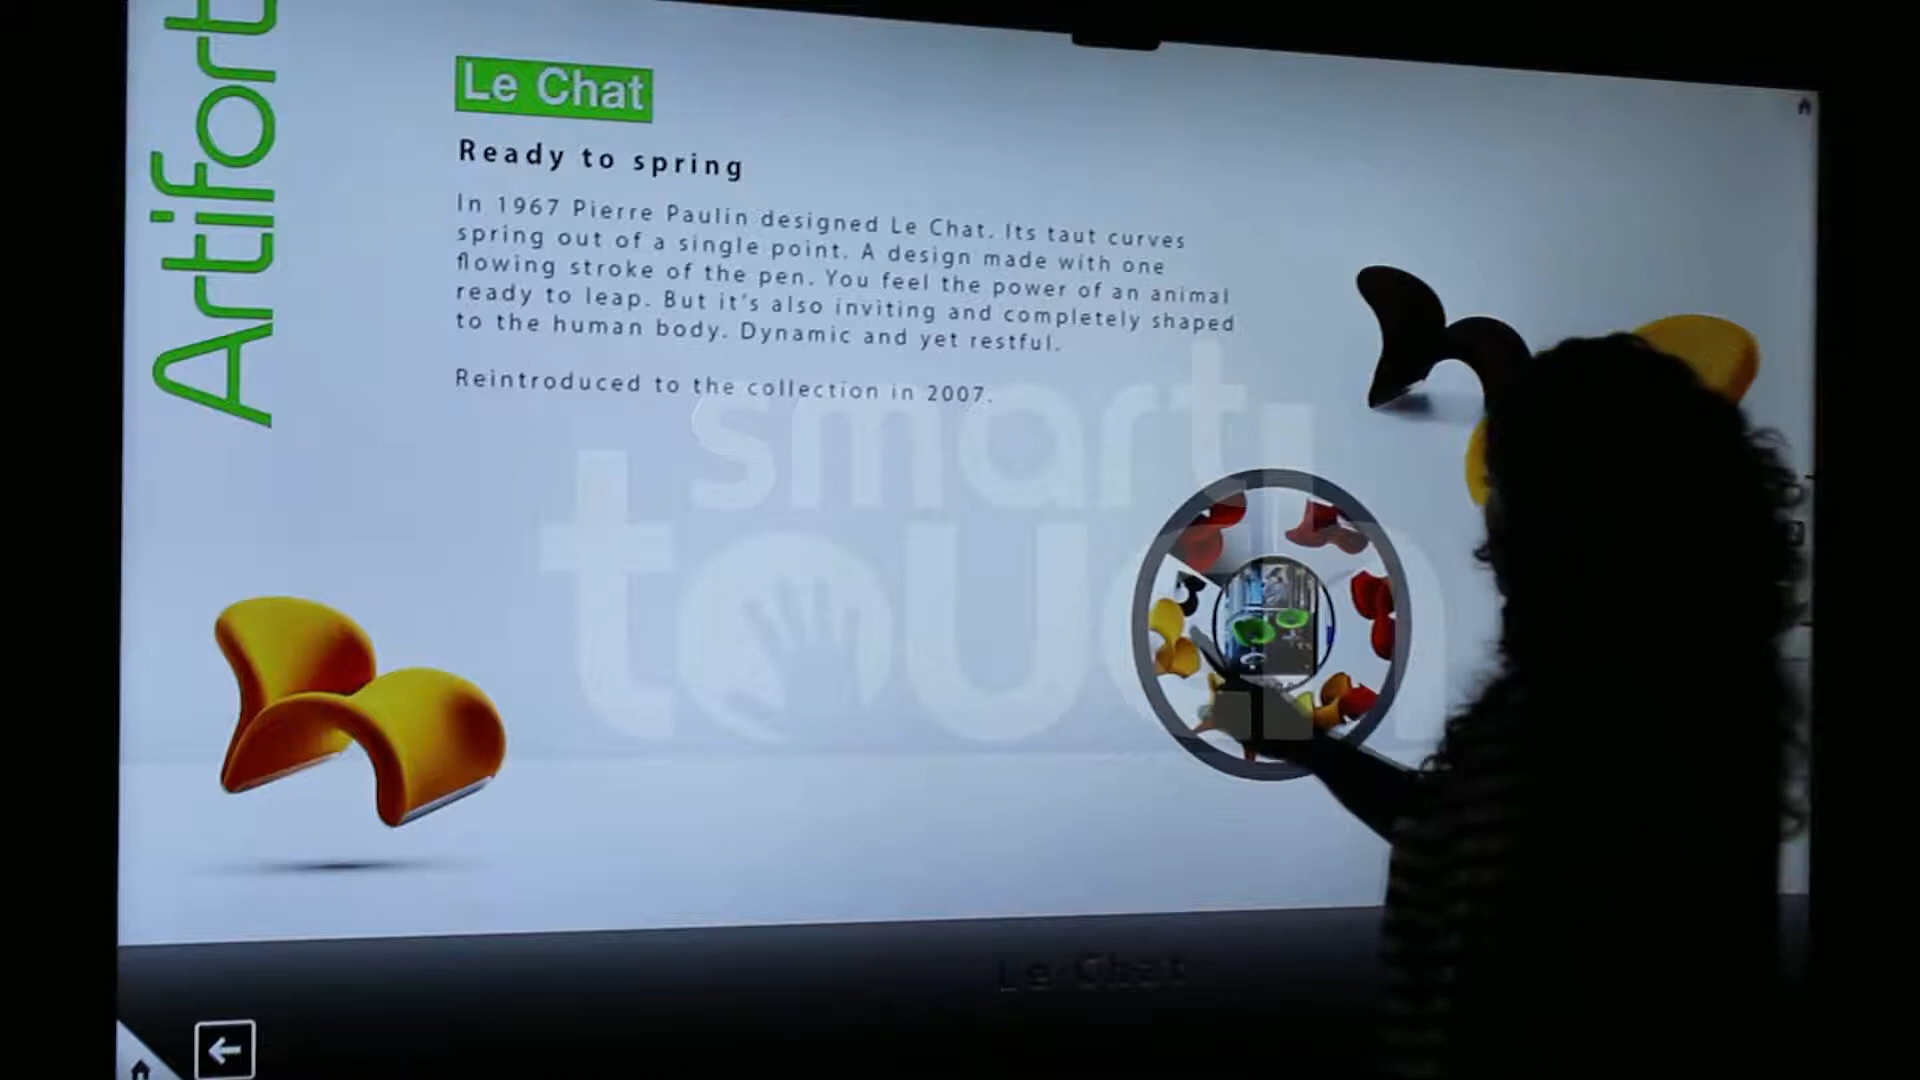 Artifort
Le Chat
Ready to spring
In 1967 Pierre Paulin designed Le Chat. Its taut curves
spring out of a single point. A design made with one
flowing stroke of the pen. You feel the power of an animal
ready to leap. But it's also inviting and completely shaped
to the human body. Dynamic and yet restful.
Reintroduced to the collection in 2007.
smarti
touch
Le Chat